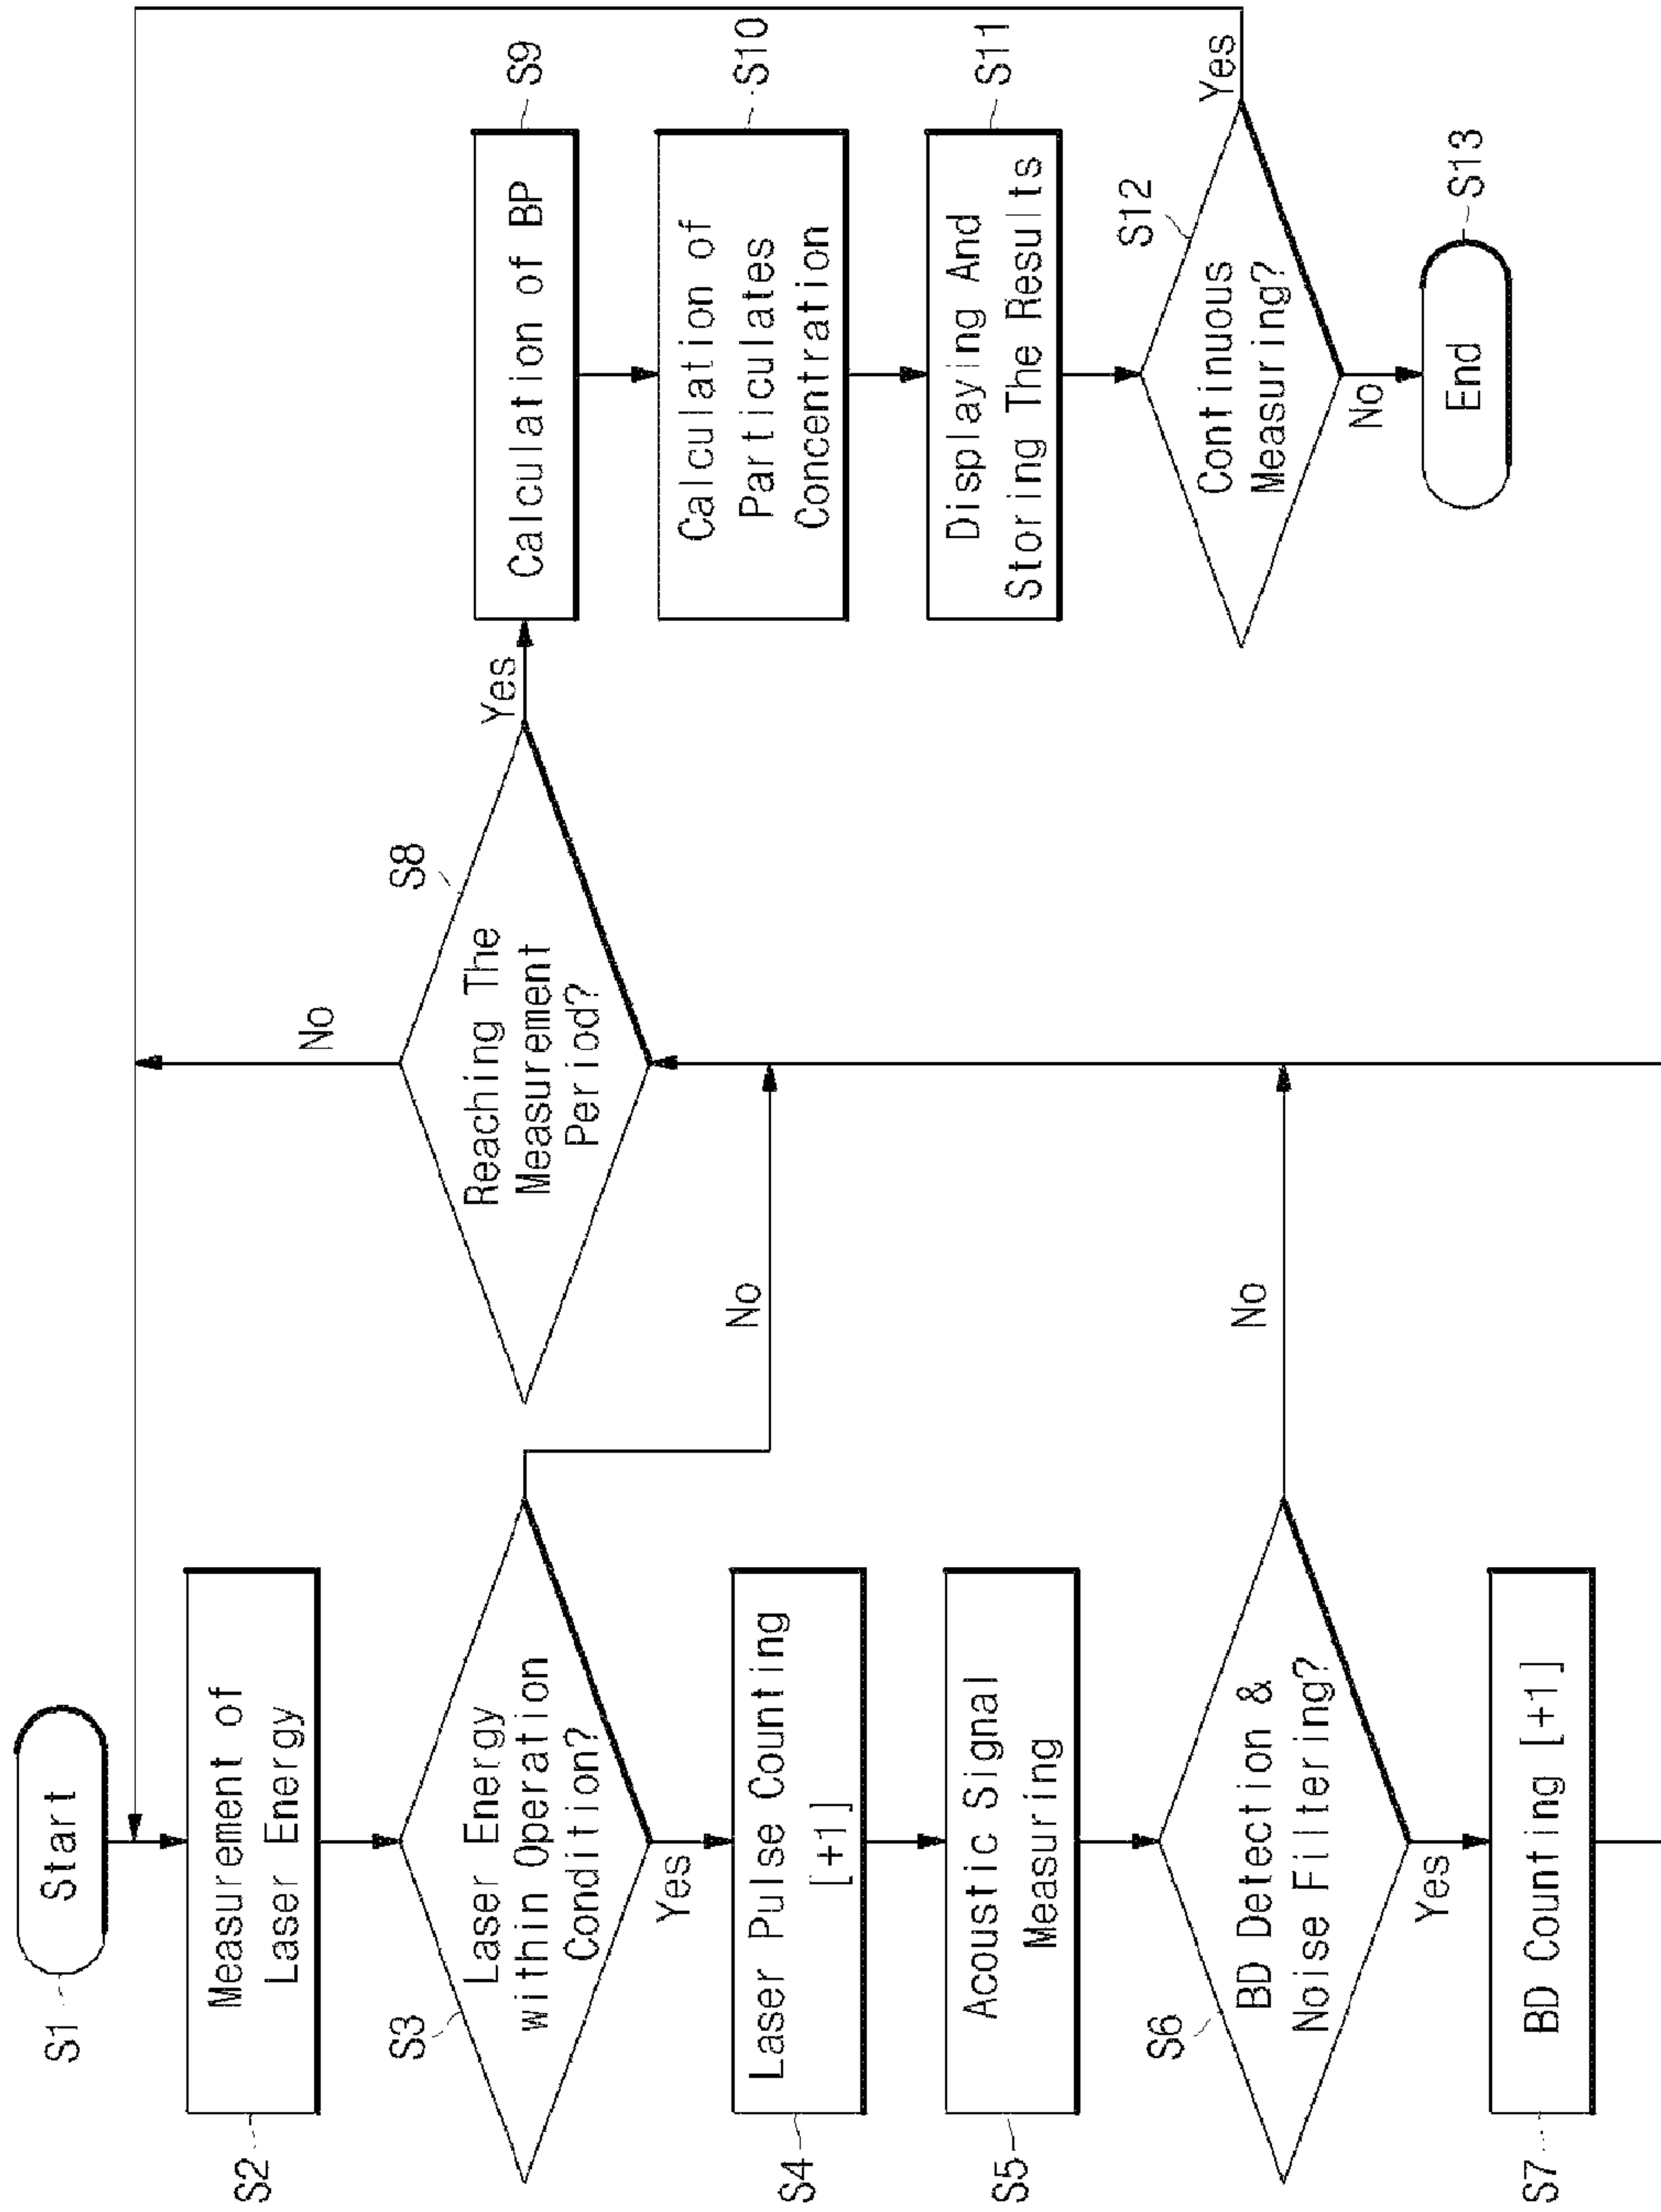 S1
Start
S2
Measurement of
Laser Energy
S3
Laser Energy
within Operation
Condition?
No
Yes
S4
Laser Pulse Counting
[+1]
S5
Acoustic Signal
Measuring
S6
BD Detection &
Noise Filtering?
No
Yes
S7
BD Counting [+1]
S8
Reaching The
Measurement
Period?
No
Yes
S9
Calculation of BP
S10
Calculation of
Particulates
Concentration
S11
Displaying And
Storing The Results
S12
Continuous
Measuring?
Yes
No
S13
End